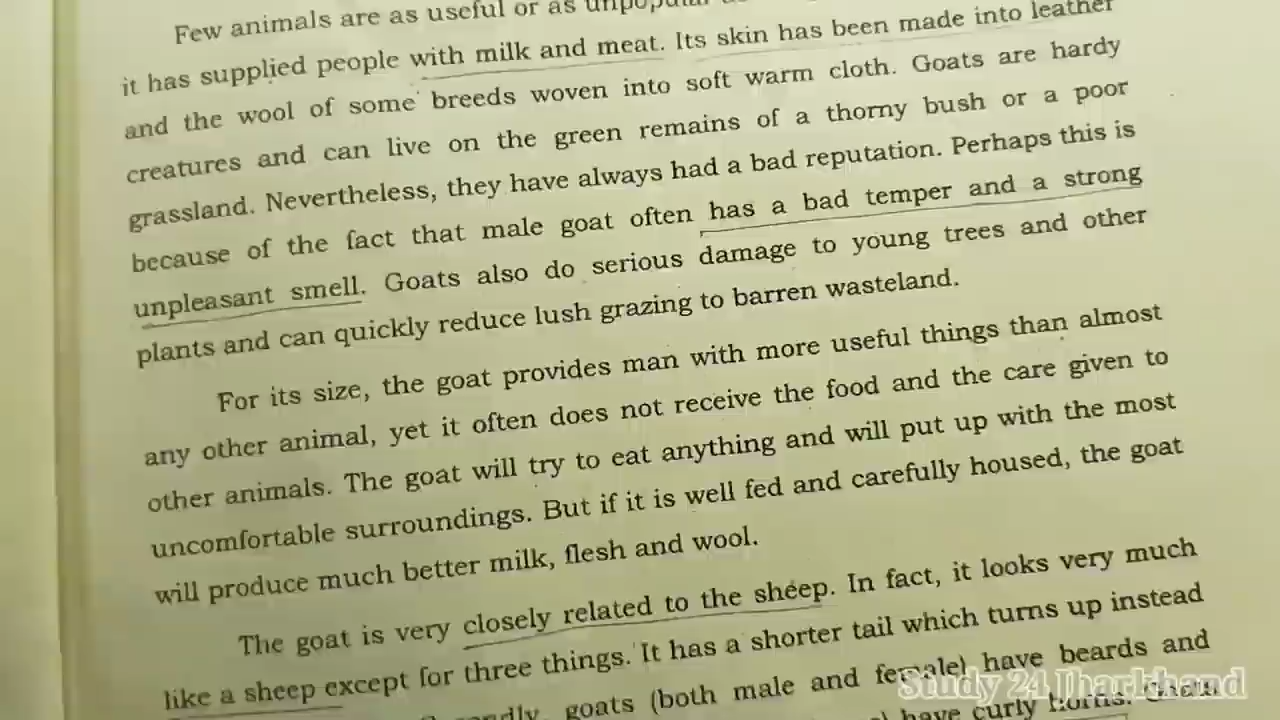 Few animals are as useful or as
it has supplied people with milk and meat. Its skin has been made into leather
and the wool of some breeds woven into soft warm cloth. Goats are hardy
creatures and can live on the green remains of a thorny bush or a poor
grassland. Nevertheless, they have always had a bad reputation. Perhaps this is
because of the fact that male goat often has a bad temper and a strong
unpleasant smell. Goats also do serious damage to young trees and other
plants and can quickly reduce lush grazing to barren wasteland.
For its size, the goat provides man with more useful things than almost
any other animal, yet it often does not receive the food and the care given to
other animals. The goat will try to eat anything and will put up with the most
uncomfortable surroundings. But if it is well fed and carefully housed, the goat
will produce much better milk, flesh and wool.
The goat is very closely related to the sheep. In fact, it looks very much
like a sheep except for three things. It has a shorter tail which turns up instead
goats (both male and female) have beards and
have curly horns.
Study 24 Jharkhand